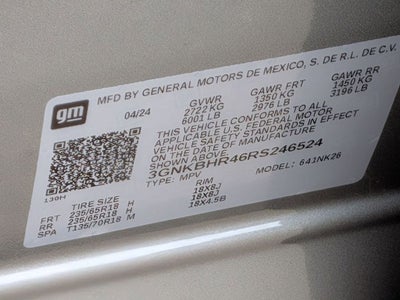 gm
MFD BY GENERAL MOTORS DE MEXICO, S. DE R.L. DE C.V.
04/24 GVWR GAWR FRT GAWR RR
2722 KG 1350 KG 1450 KG
6001 LB 2976 LB 3196 LB
THIS VEHICLE CONFORMS TO ALL
APPLICABLE U.S. FEDERAL MOTOR
VEHICLE SAFETY STANDARDS IN EFFECT
ON THE DATE OF MANUFACTURE
SHOWN ABOVE.
3GNKBHR46RS246524
TYPE: MPV MODEL: 641NK26
139H
TIRE SIZE RIM
FRT 235/65R18 H 18X8J
RR 235/65R18 H 18X8J
SPA T135/70R18 M 18X4.5B